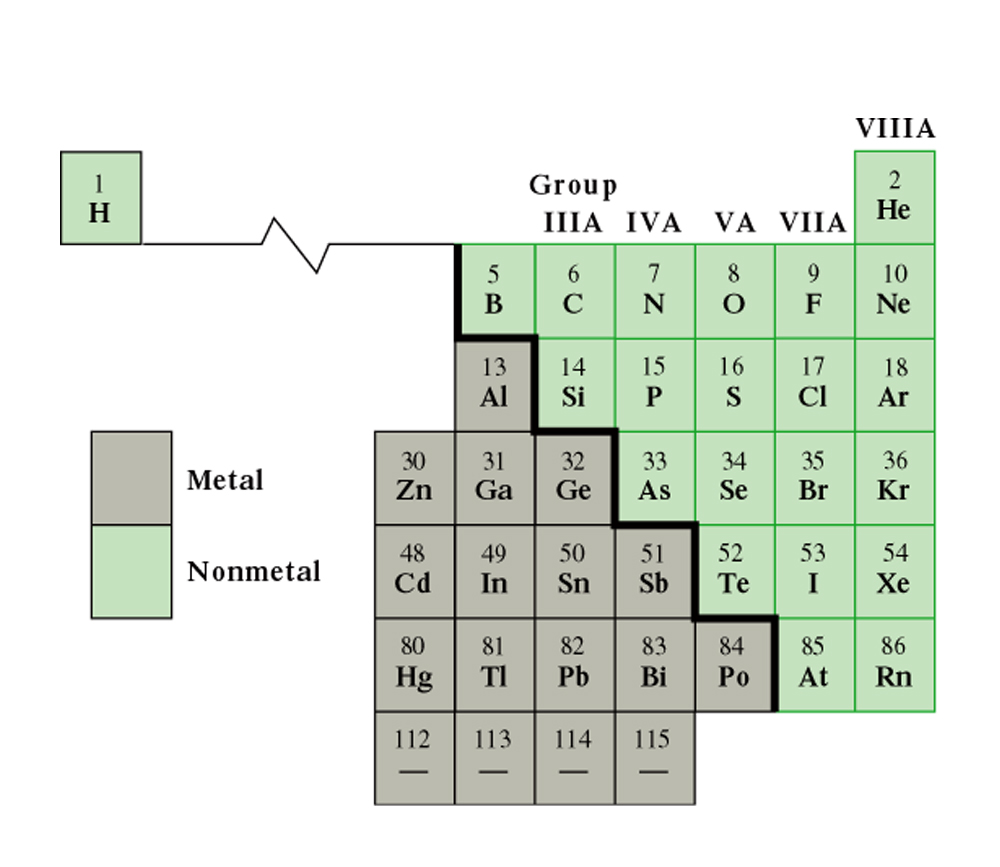 VIIIA
1 2
H Group He
IIIA IVA VA VIIA
5 6 7 8 9 10
B C N O F Ne
13 14 15 16 17 18
Al Si P S Cl Ar
30 31 32 33 34 35 36
Metal Zn Ga Ge As Se Br Kr
48 49 50 51 52 53 54
Nonmetal Cd In Sn Sb Te I Xe
80 81 82 83 84 85 86
Hg Tl Pb Bi Po At Rn
112 113 114 115
— — — —